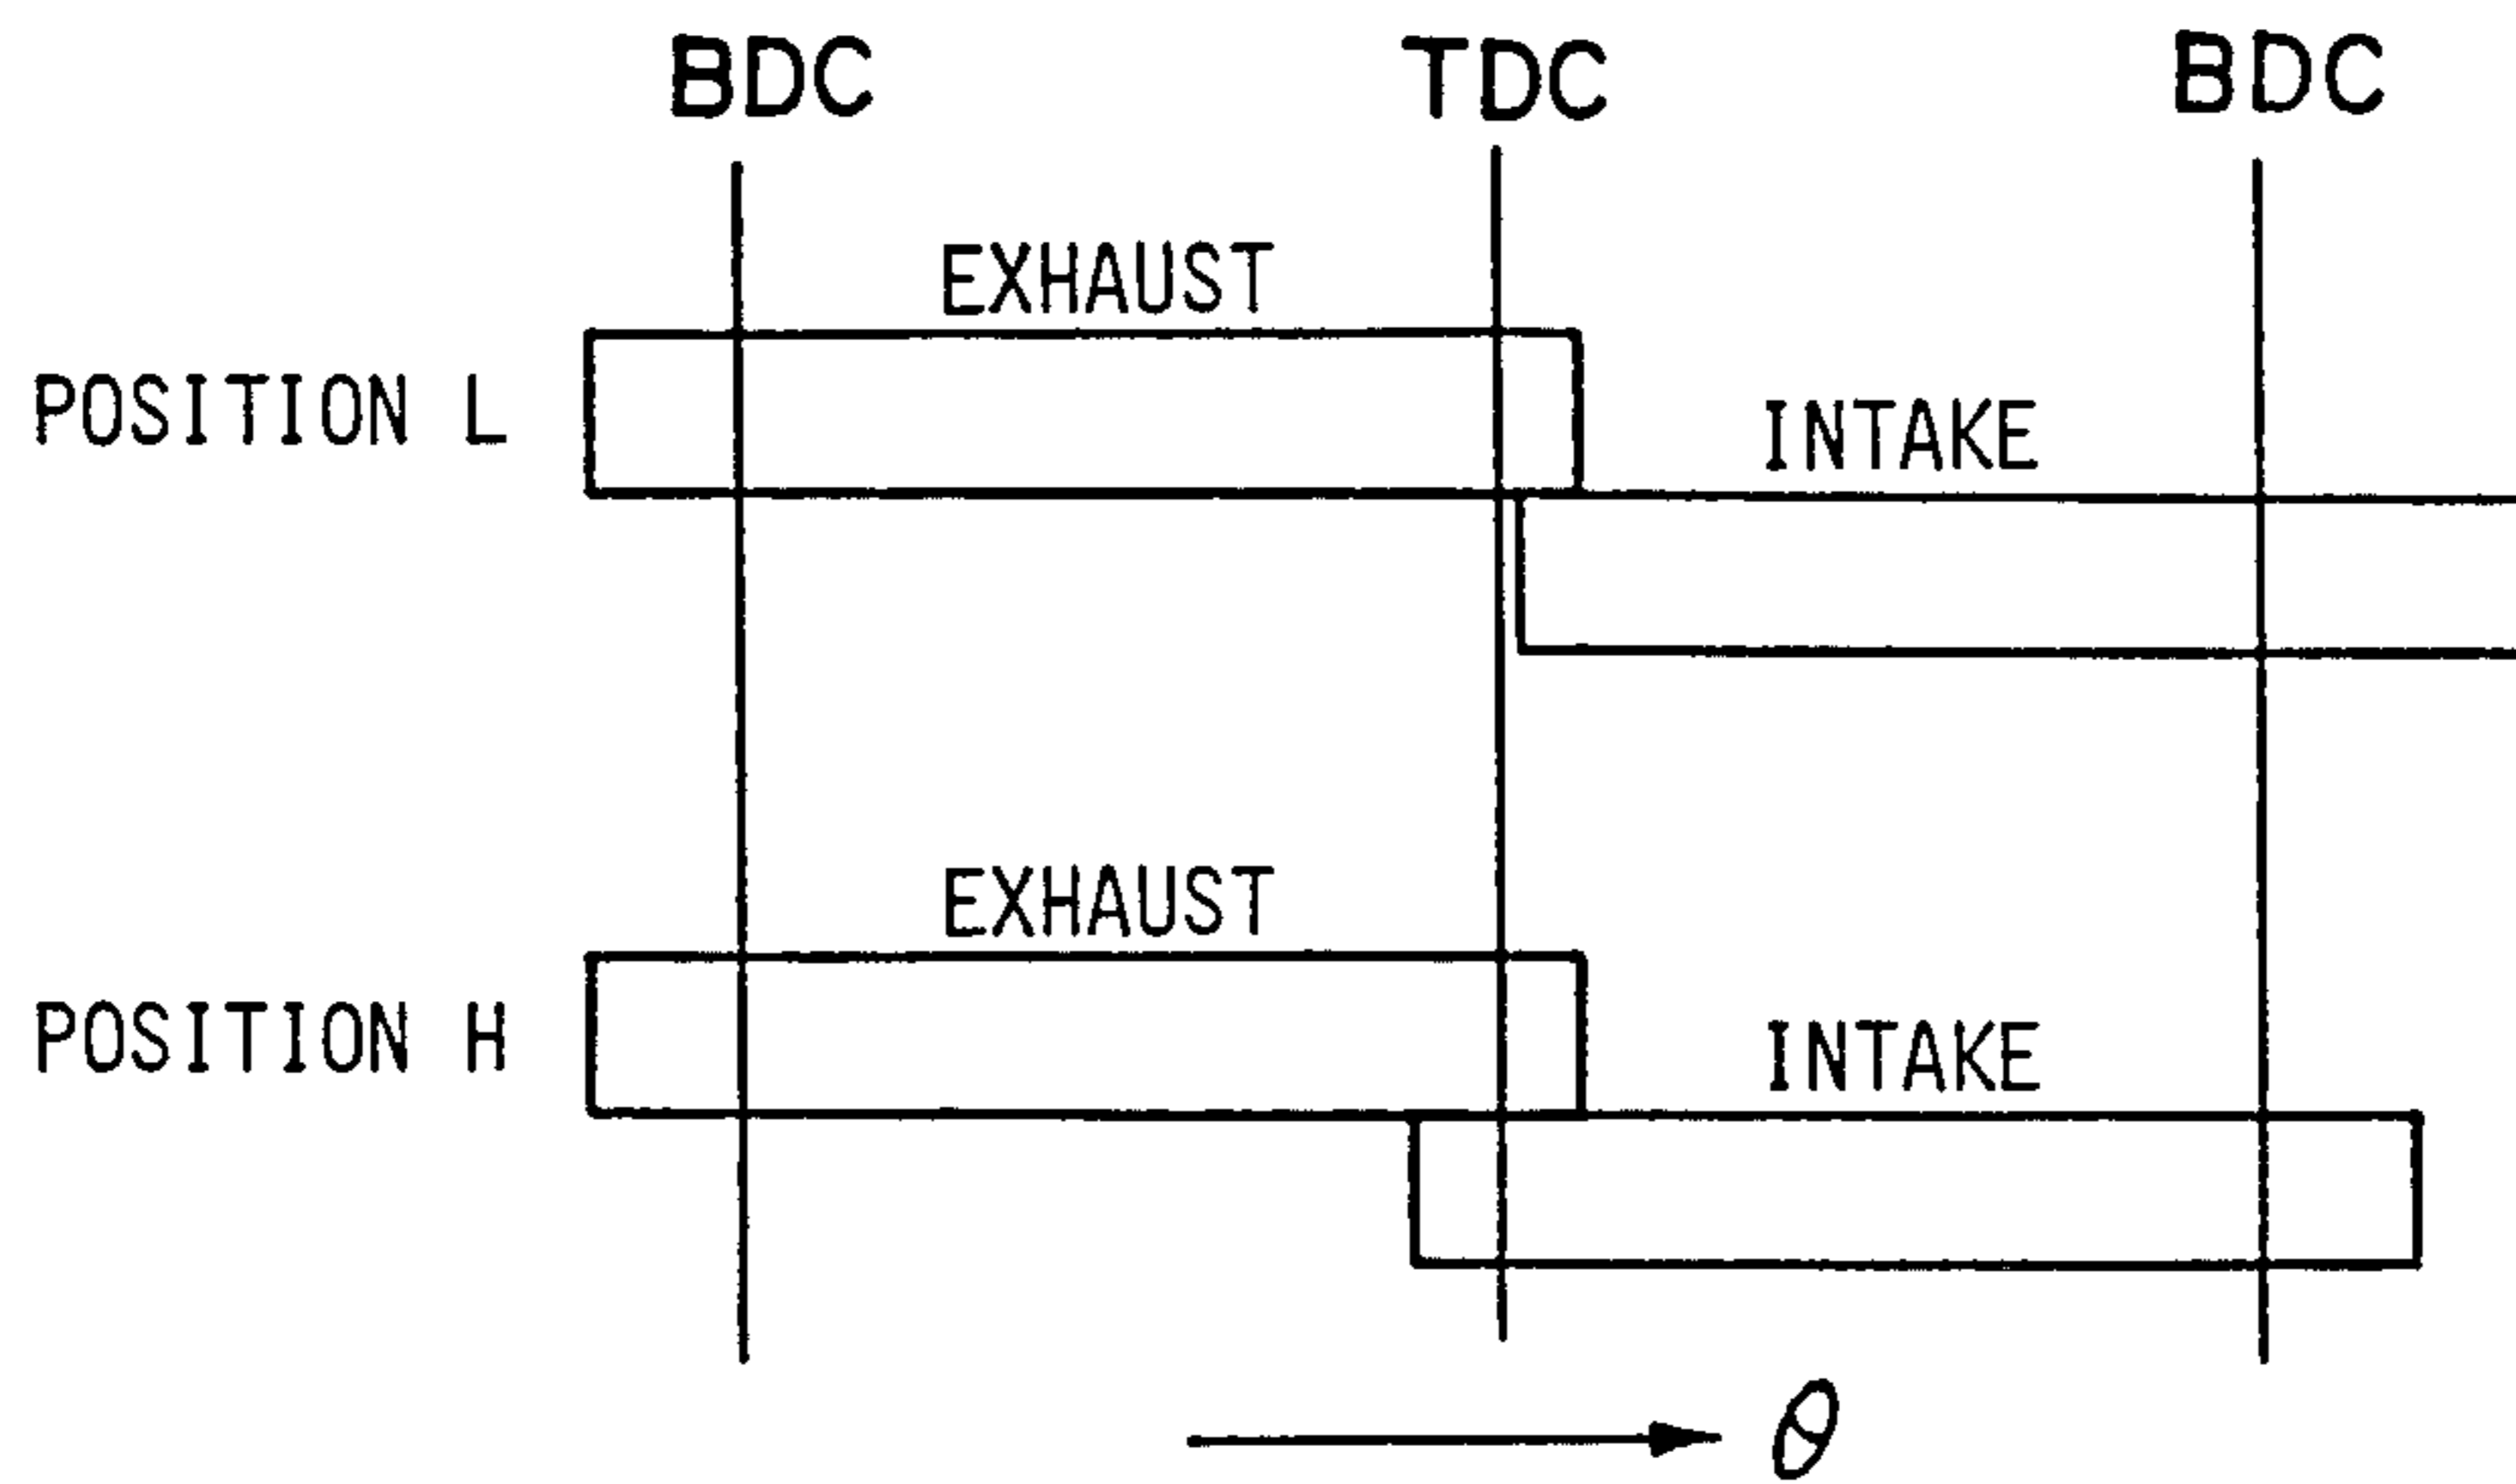 BDC TDC BDC
EXHAUST
POSITION L
INTAKE
EXHAUST
POSITION H
INTAKE
θ